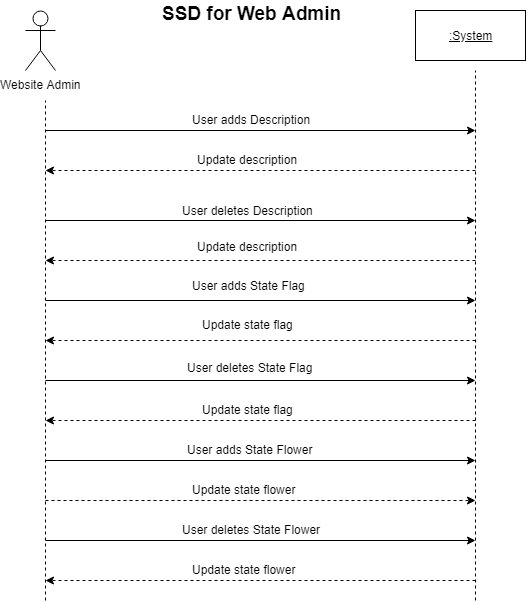 SSD for Web Admin
:System
Website Admin
User adds Description
Update description
User deletes Description
Update description
User adds State Flag
Update state flag
User deletes State Flag
Update state flag
User adds State Flower
Update state flower
User deletes State Flower
Update state flower